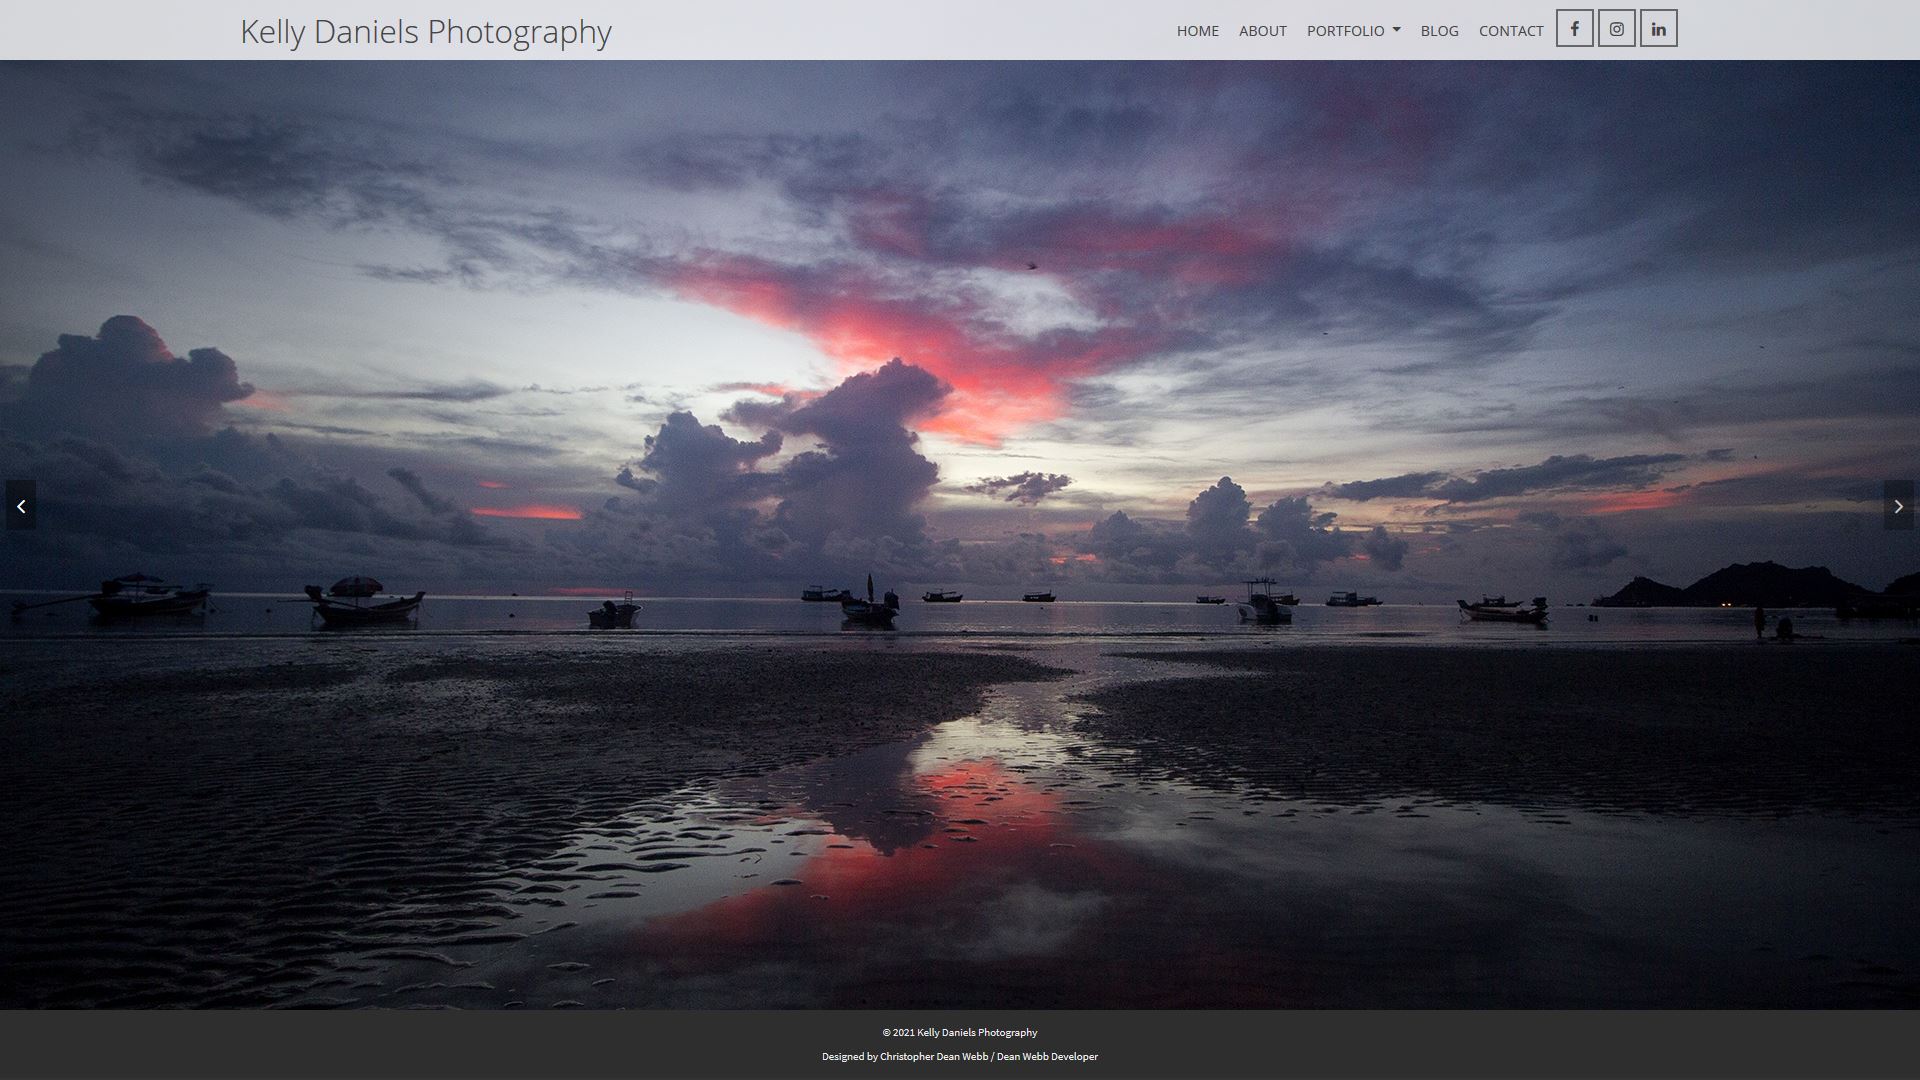 Kelly Daniels Photography
HOME ABOUT PORTFOLIO BLOG CONTACT
© 2021 Kelly Daniels Photography
Designed by Christopher Dean Webb / Dean Webb Developer